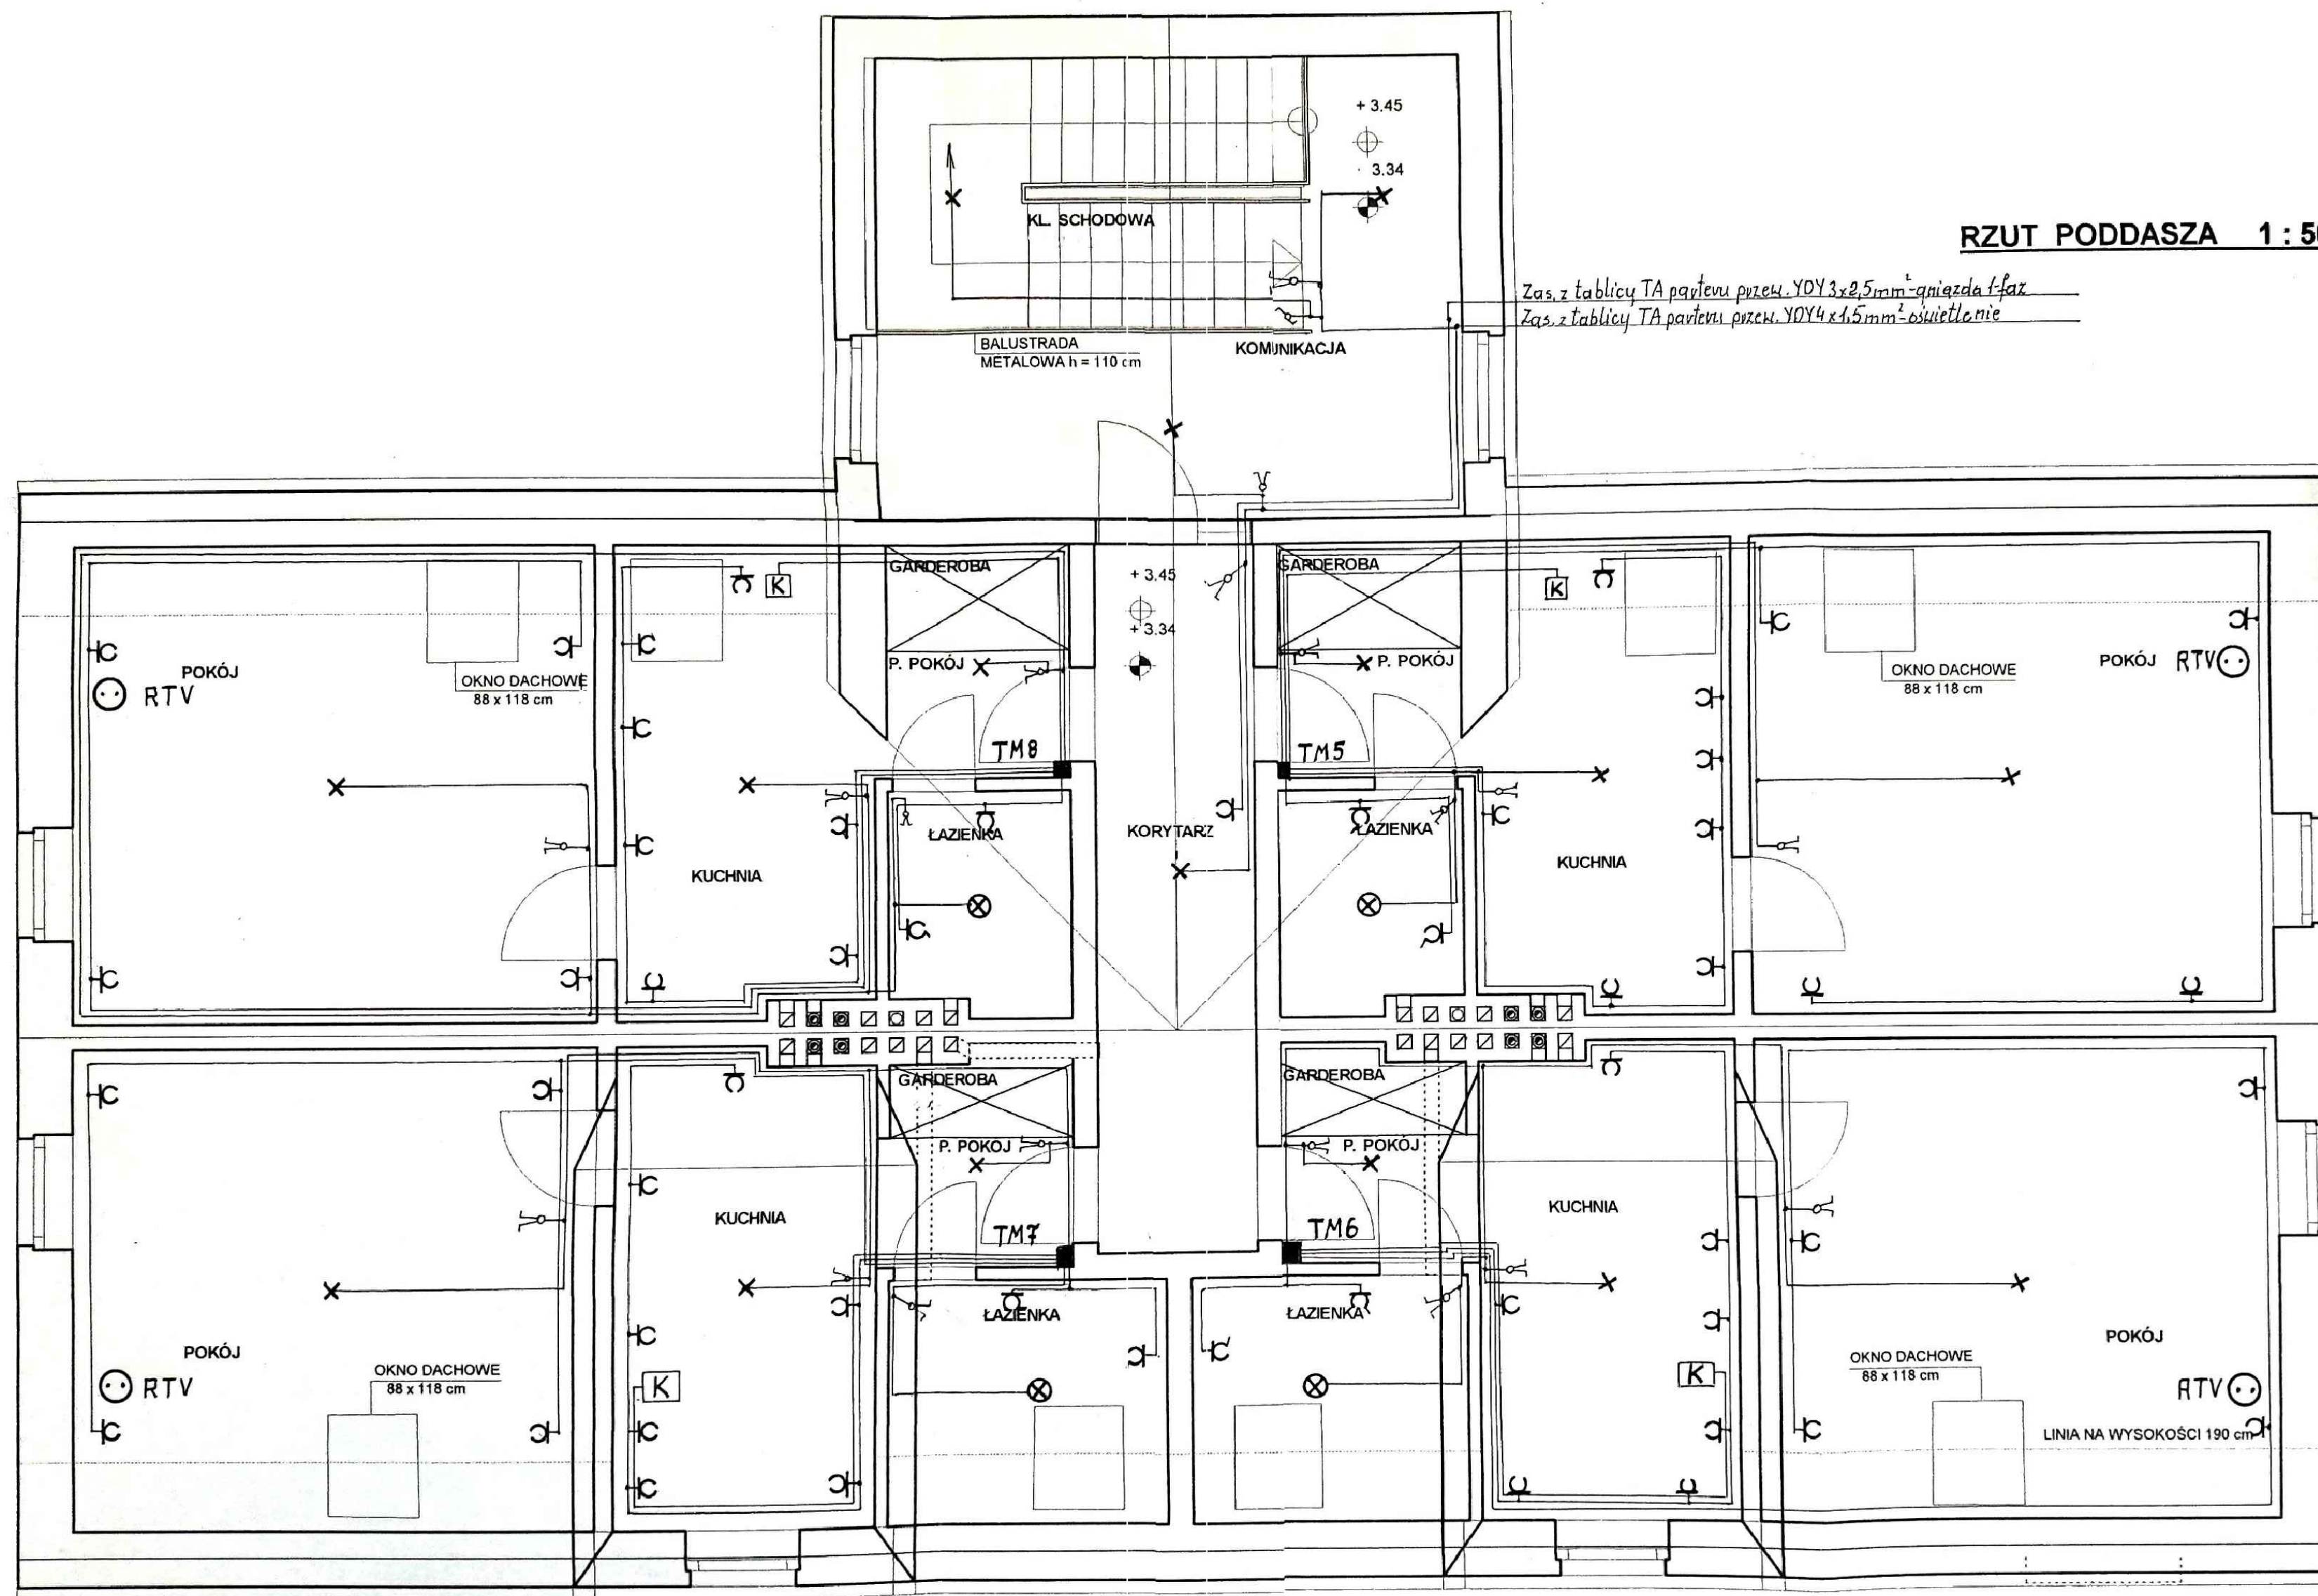 + 3.45
3.34
KL. SCHODOWA
RZUT PODDASZA 1 : 5
Zas. z tablicy TA parteru przew. YDY 3x2,5mm²-gniazda 1-faz
Zas. z tablicy TA parteru przew. YDY 4x1,5mm²-oświetlenie
BALUSTRADA
METALOWA h = 110 cm
KOMUNIKACJA
GARDEROBA
K
+ 3.45
+ 3.34
GARDEROBA
K
P. POKÓJ
P. POKÓJ
POKÓJ
RTV
OKNO DACHOWE
88 x 118 cm
OKNO DACHOWE
88 x 118 cm
POKÓJ RTV
TM8
TM5
ŁAZIENKA
KORYTARZ
ŁAZIENKA
KUCHNIA
KUCHNIA
GARDEROBA
GARDEROBA
P. POKÓJ
P. POKÓJ
KUCHNIA
KUCHNIA
TM7
TM6
ŁAZIENKA
ŁAZIENKA
POKÓJ
RTV
OKNO DACHOWE
88 x 118 cm
K
K
OKNO DACHOWE
88 x 118 cm
POKÓJ
RTV
LINIA NA WYSOKOŚCI 190 cm